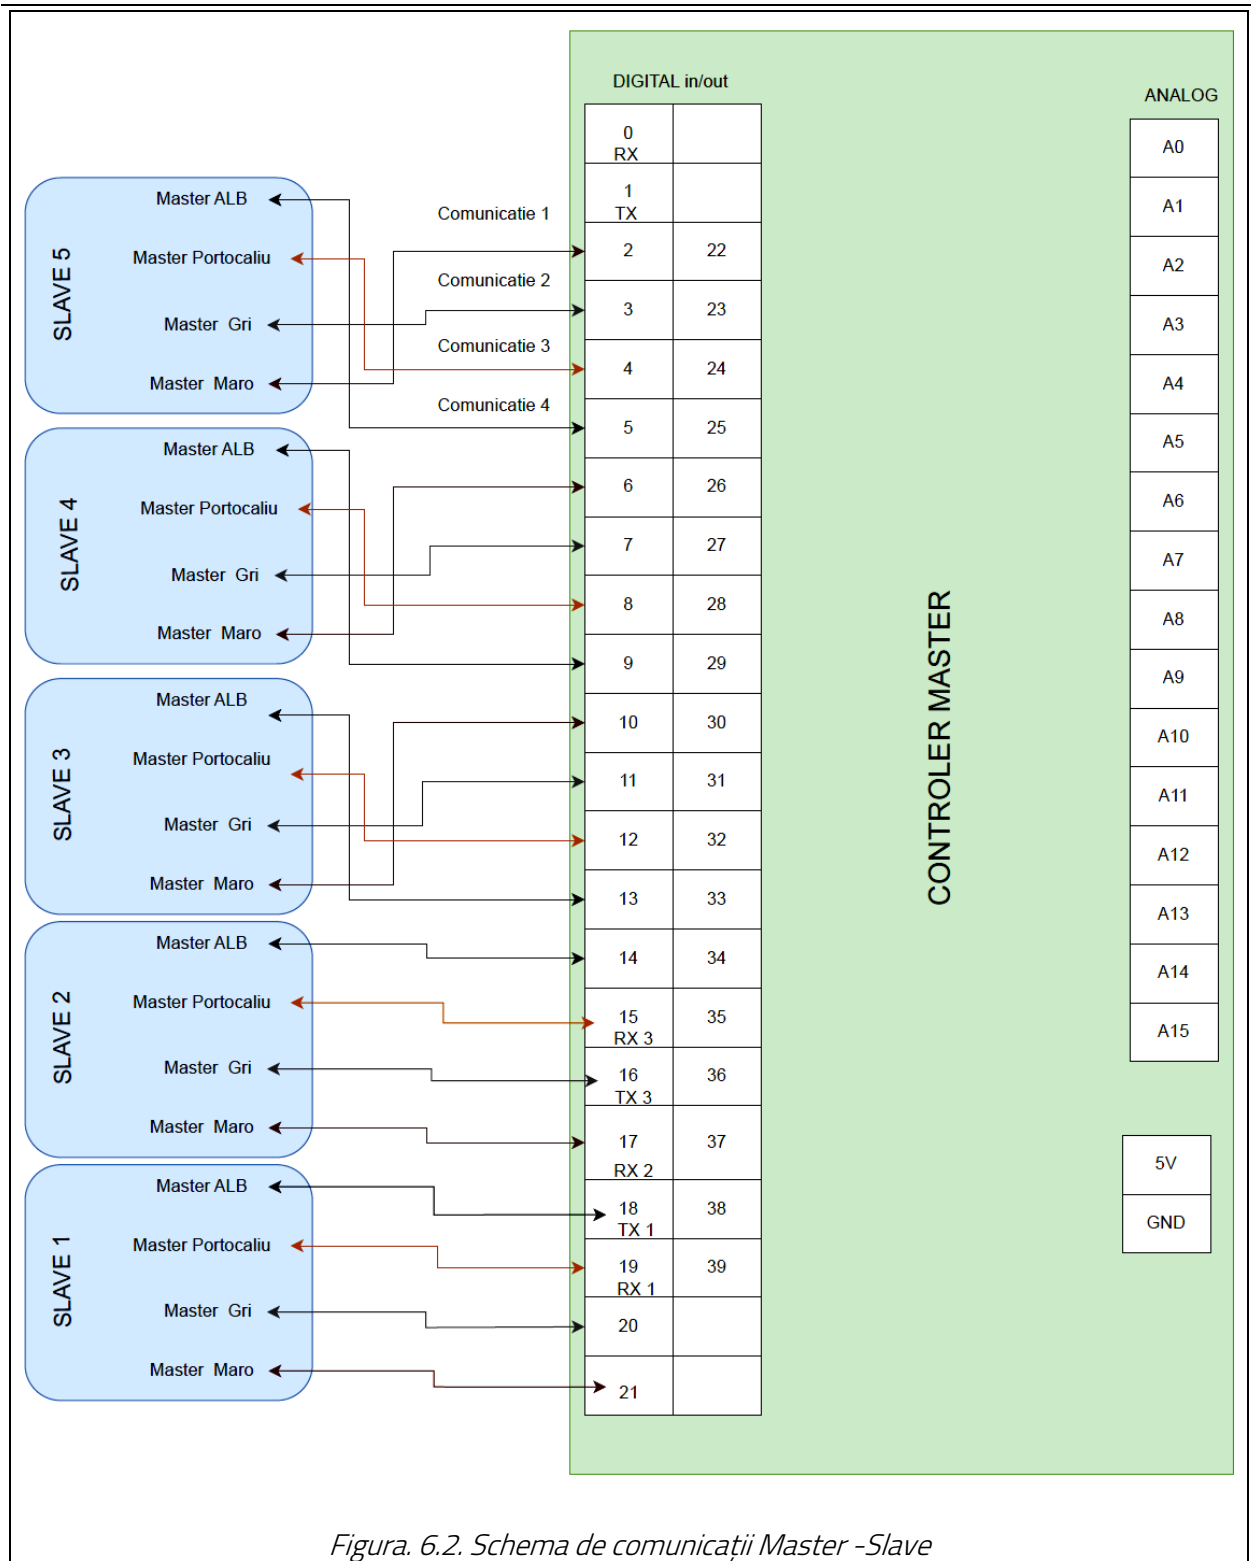 DIGITAL in/out
ANALOG
0
RX
1
TX
2 22
3 23
4 24
5 25
6 26
7 27
8 28
9 29
10 30
11 31
12 32
13 33
14 34
15 35
RX 3
16 36
TX 3
17 37
RX 2
18 38
TX 1
19 39
RX 1
20
21
A0
A1
A2
A3
A4
A5
A6
A7
A8
A9
A10
A11
A12
A13
A14
A15
5V
GND
CONTROLER MASTER
Comunicatie 1
Comunicatie 2
Comunicatie 3
Comunicatie 4
SLAVE 5
Master ALB
Master Portocaliu
Master Gri
Master Maro
SLAVE 4
Master ALB
Master Portocaliu
Master Gri
Master Maro
SLAVE 3
Master ALB
Master Portocaliu
Master Gri
Master Maro
SLAVE 2
Master ALB
Master Portocaliu
Master Gri
Master Maro
SLAVE 1
Master ALB
Master Portocaliu
Master Gri
Master Maro
Figura. 6.2. Schema de comunicații Master -Slave